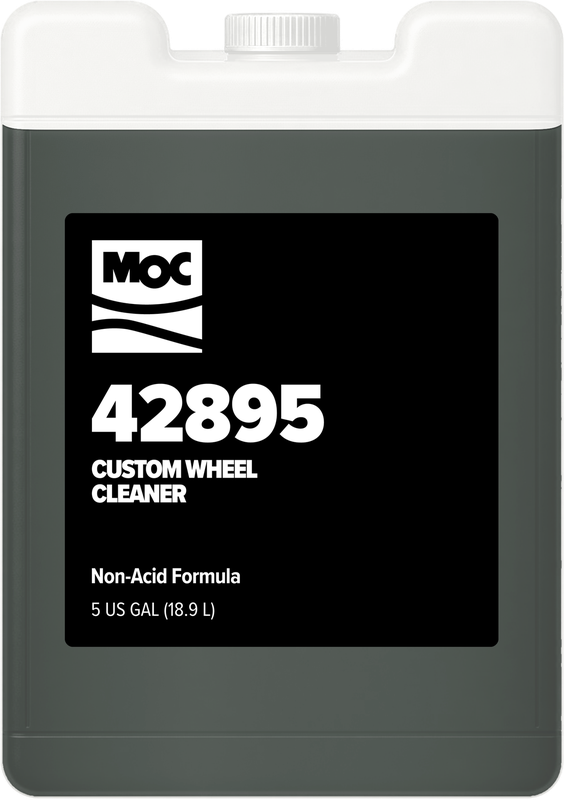 MOC
42895
CUSTOM WHEEL
CLEANER
Non-Acid Formula
5 US GAL (18.9 L)